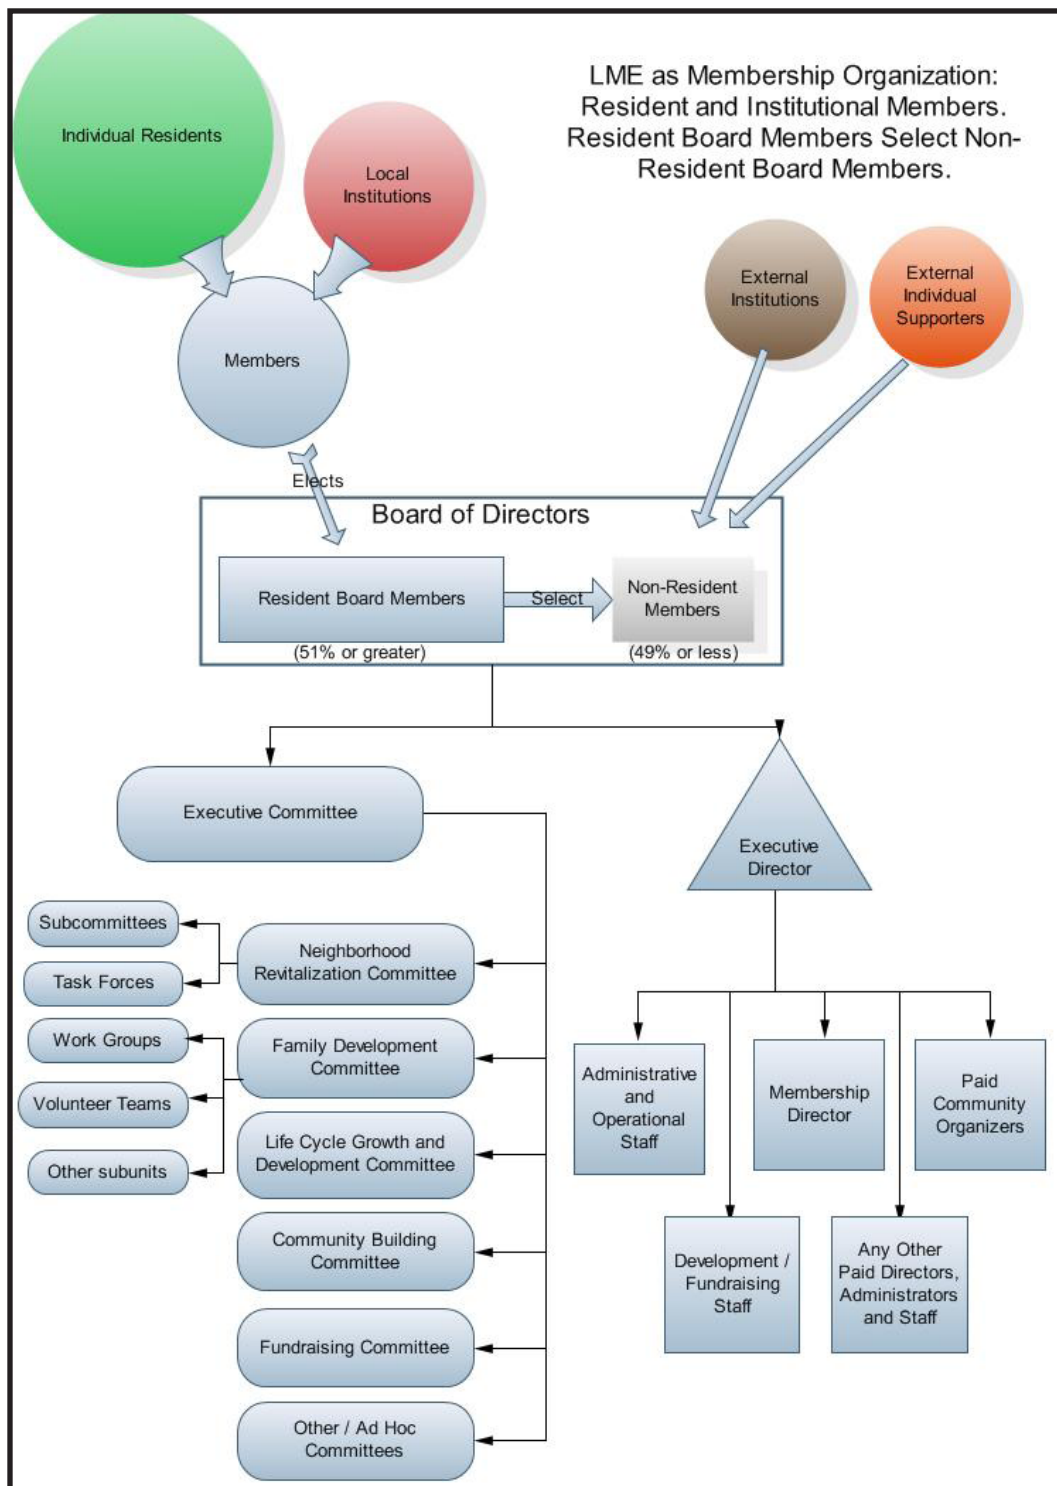 LME as Membership Organization:
Resident and Institutional Members.
Resident Board Members Select Non-
Resident Board Members.
Individual Residents
Local
Institutions
External
Institutions
External
Individual
Supporters
Members
Elects
Board of Directors
Resident Board Members
Select
Non-Resident
Members
(51% or greater)
(49% or less)
Executive Committee
Executive
Director
Subcommittees
Task Forces
Neighborhood
Revitalization Committee
Work Groups
Volunteer Teams
Other subunits
Family Development
Committee
Life Cycle Growth and
Development Committee
Community Building
Committee
Fundraising Committee
Other / Ad Hoc
Committees
Administrative
and
Operational
Staff
Membership
Director
Paid
Community
Organizers
Development /
Fundraising
Staff
Any Other
Paid Directors,
Administrators
and Staff